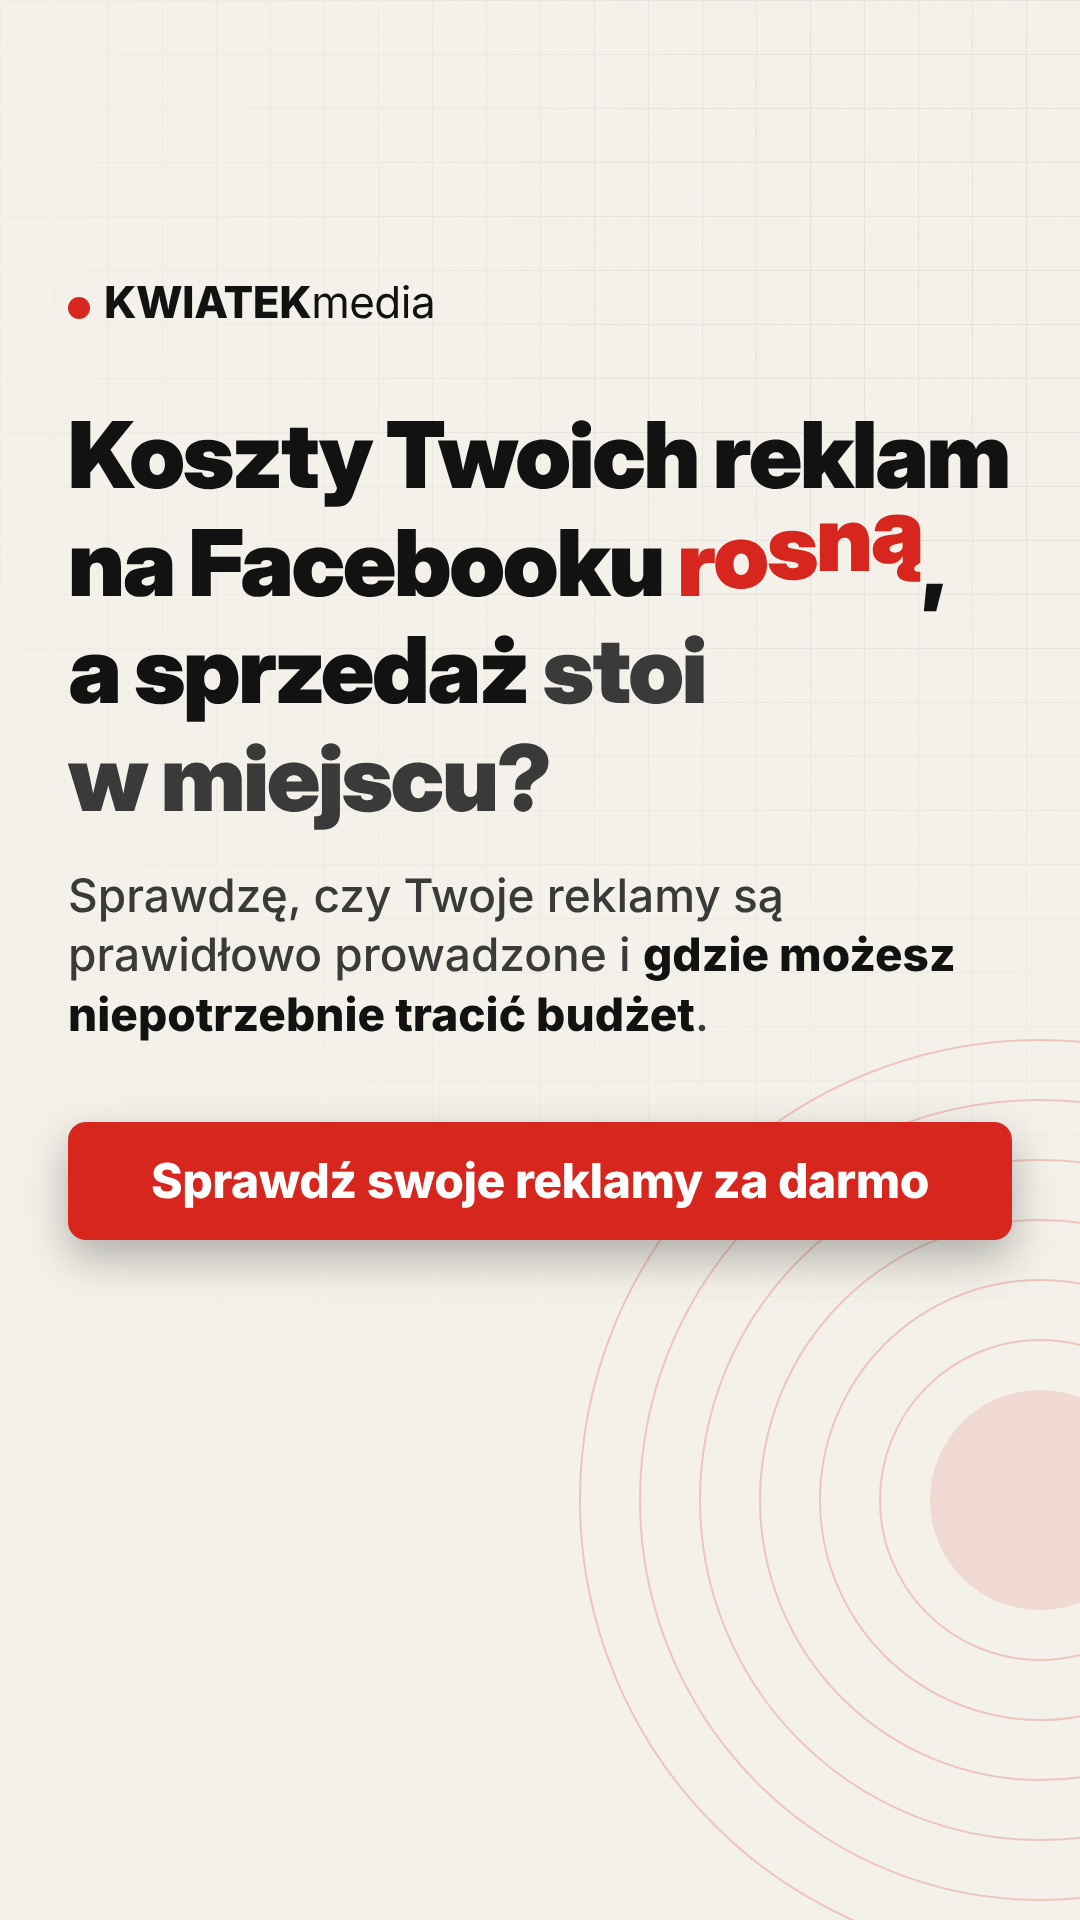 KWIATEKmedia
Koszty Twoich reklam
na Facebooku rosną,
a sprzedaż stoi
w miejscu?
Sprawdzę, czy Twoje reklamy są
prawidłowo prowadzone i gdzie możesz
niepotrzebnie tracić budżet.
Sprawdź swoje reklamy za darmo